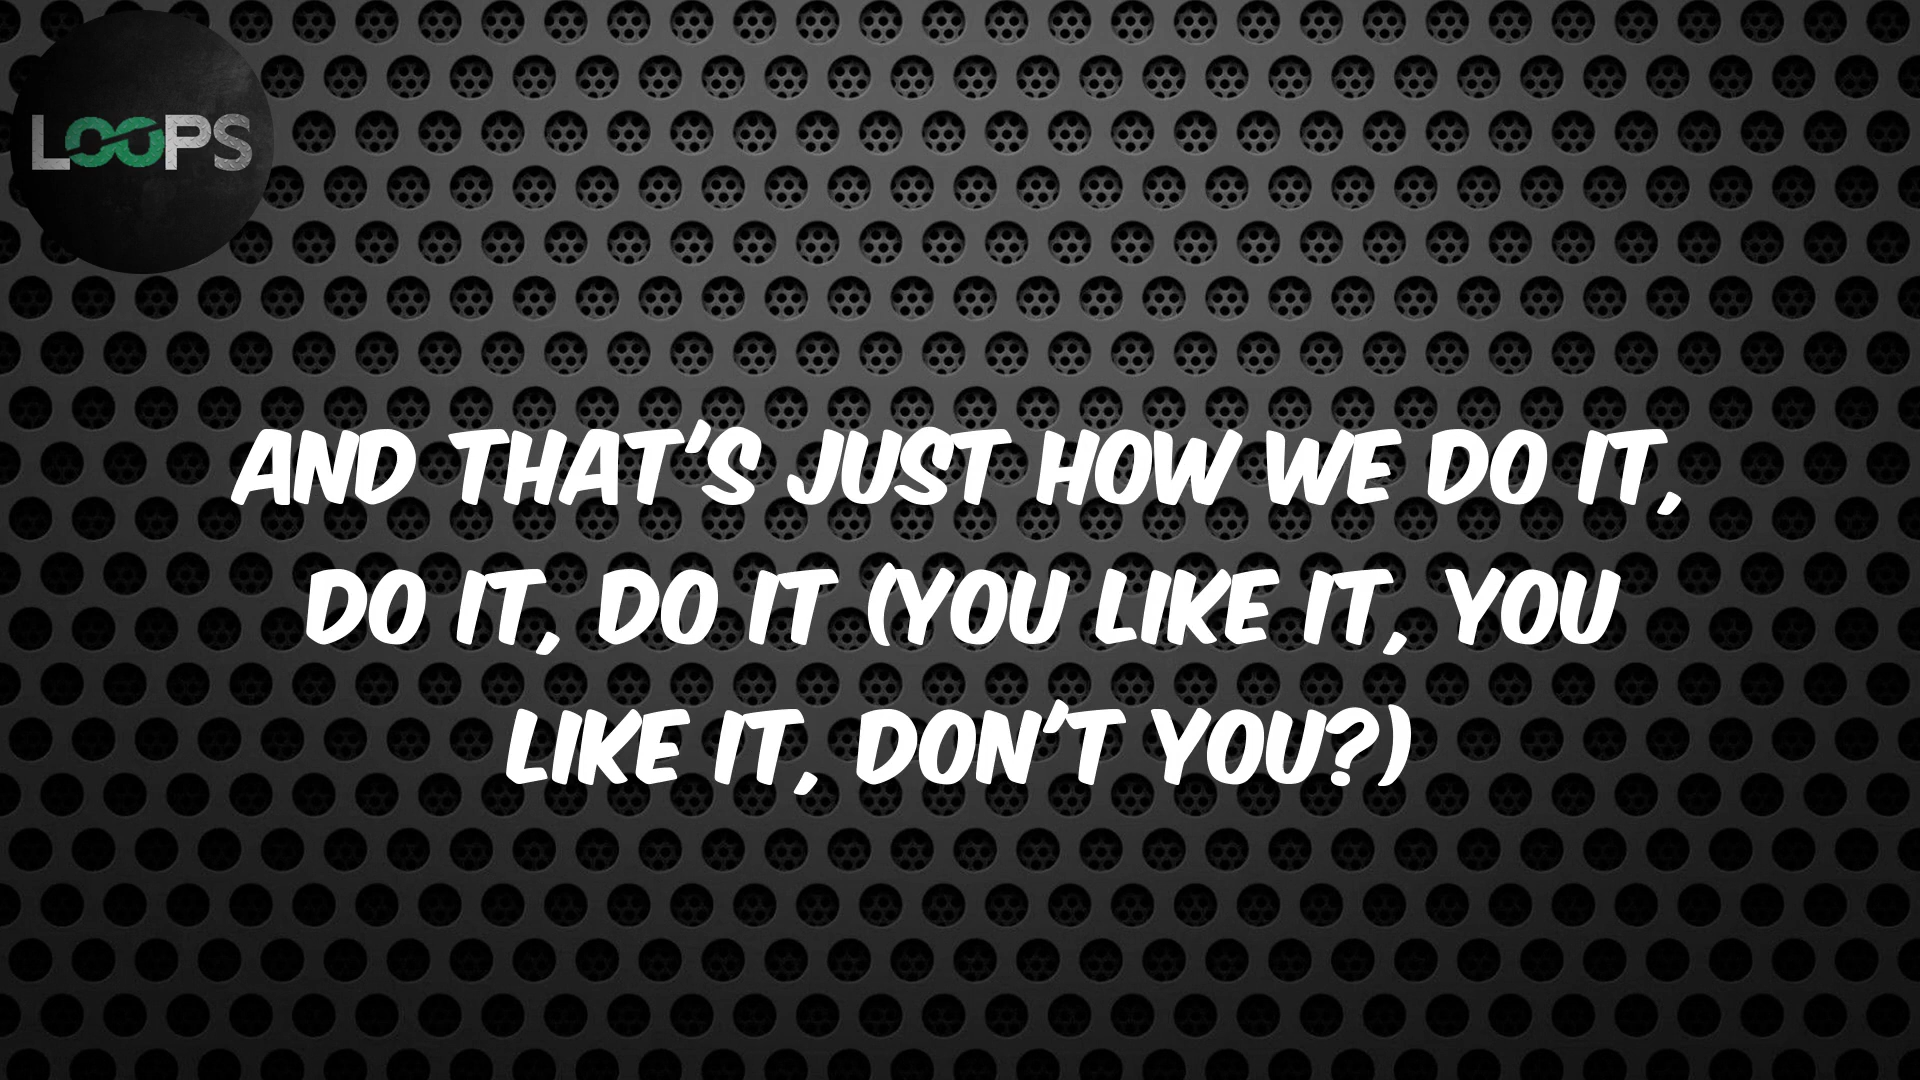 LOOPS
AND THAT'S JUST HOW WE DO IT,
DO IT, DO IT (YOU LIKE IT, YOU
LIKE IT, DON'T YOU?)